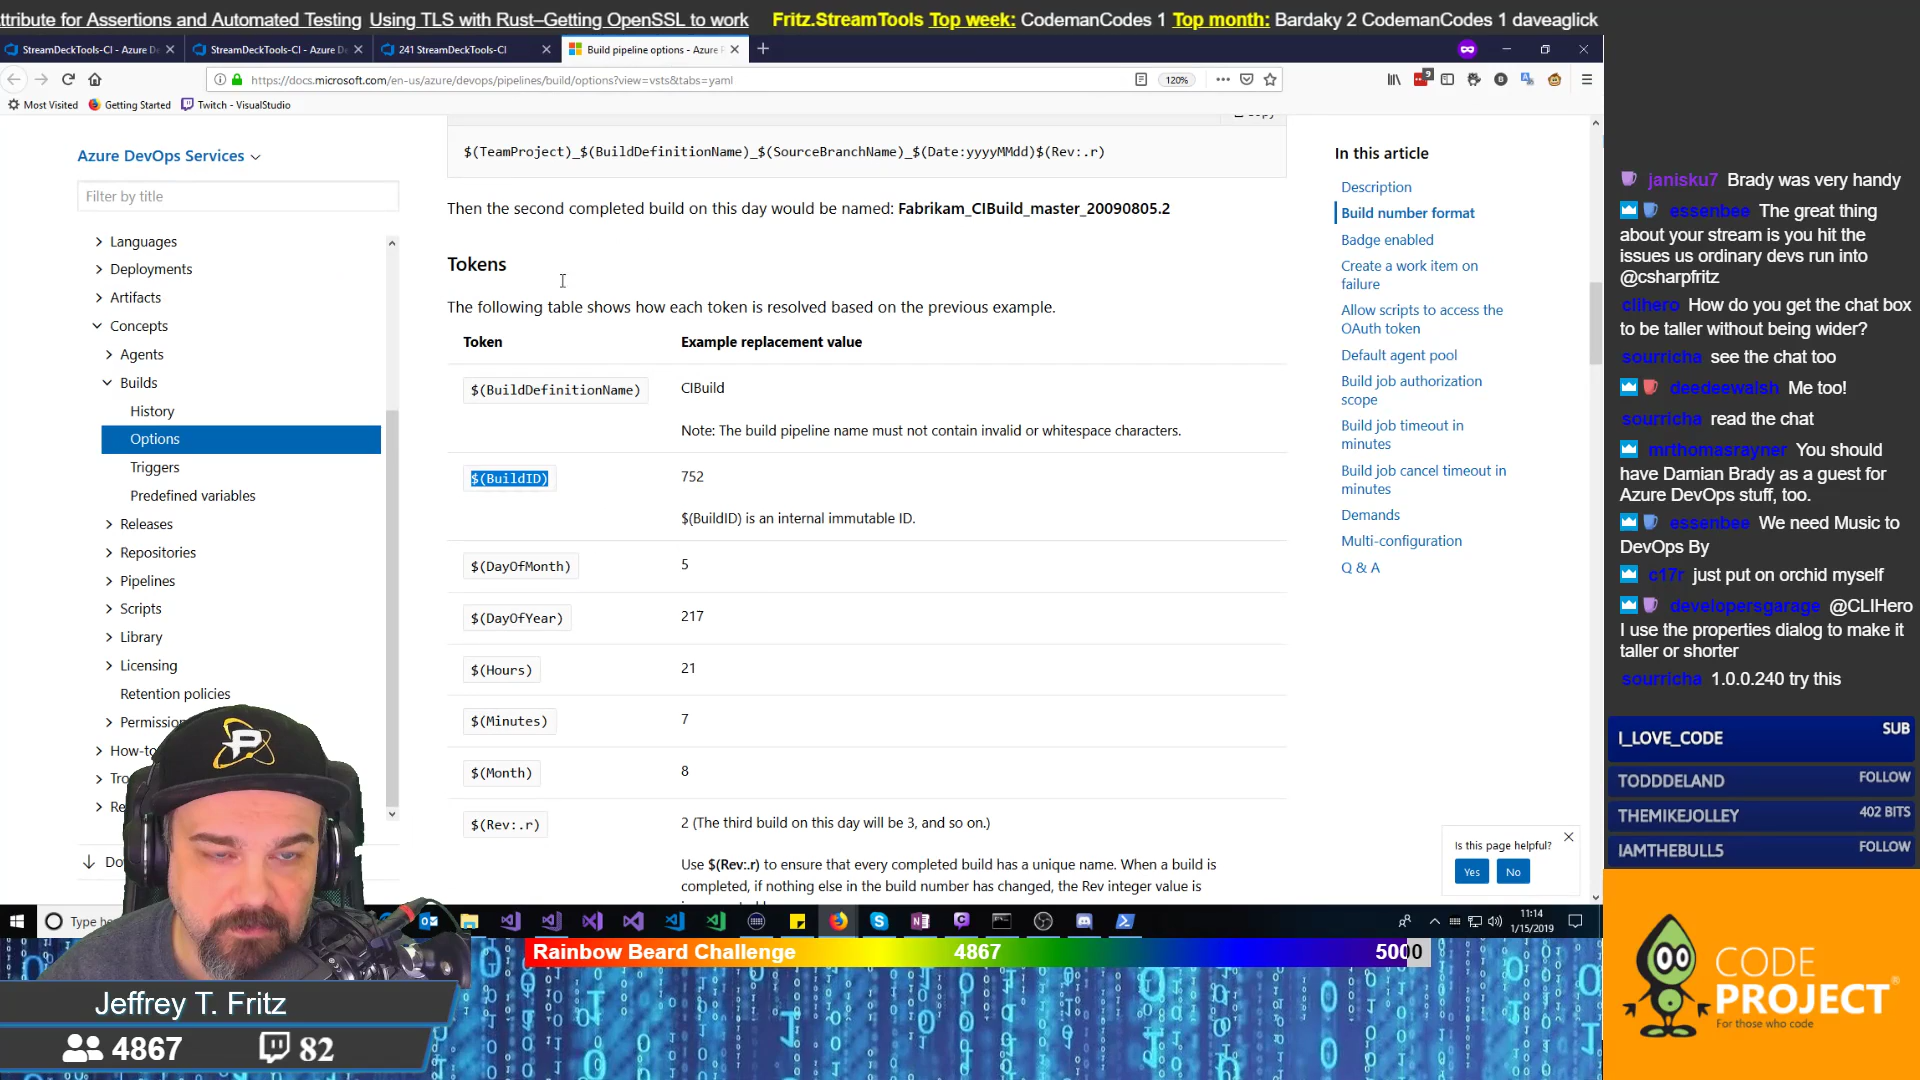 ttribute for Assertions and Automated Testing Using TLS with Rust–Getting OpenSSL to work Fritz.StreamTools Top week: CodemanCodes 1 Top month: Bardaky 2 CodemanCodes 1 daveaglick
StreamDeckTools-CI - Azure De
StreamDeckTools-CI - Azure De
241 StreamDeckTools-CI
Build pipeline options - Azure P
https://docs.microsoft.com/en-us/azure/devops/pipelines/build/options?view=vsts&tabs=yaml
120%
Most Visited
Getting Started
Twitch - VisualStudio
Azure DevOps Services
Filter by title
Languages
Deployments
Artifacts
Concepts
Agents
Builds
History
Options
Triggers
Predefined variables
Releases
Repositories
Pipelines
Scripts
Library
Licensing
Retention policies
Permission
How-to
Tro
Re
Do
Copy
$(TeamProject)_$(BuildDefinitionName)_$(SourceBranchName)_$(Date:yyyyMMdd)$(Rev:.r)
Then the second completed build on this day would be named: Fabrikam_CIBuild_master_20090805.2
Tokens
The following table shows how each token is resolved based on the previous example.
Token Example replacement value
$(BuildDefinitionName) CIBuild
Note: The build pipeline name must not contain invalid or whitespace characters.
$(BuildID) 752
$(BuildID) is an internal immutable ID.
$(DayOfMonth) 5
$(DayOfYear) 217
$(Hours) 21
$(Minutes) 7
$(Month) 8
$(Rev:.r) 2 (The third build on this day will be 3, and so on.)
Use $(Rev:.r) to ensure that every completed build has a unique name. When a build is
completed, if nothing else in the build number has changed, the Rev integer value is
In this article
Description
Build number format
Badge enabled
Create a work item on
failure
Allow scripts to access the
OAuth token
Default agent pool
Build job authorization
scope
Build job timeout in
minutes
Build job cancel timeout in
minutes
Demands
Multi-configuration
Q & A
Is this page helpful?
Yes No
janisku7 Brady was very handy
essenbee The great thing
about your stream is you hit the
issues us ordinary devs run into
@csharpfritz
clihero How do you get the chat box
to be taller without being wider?
sourricha see the chat too
deedeewalsh Me too!
sourricha read the chat
mrthomasrayner You should
have Damian Brady as a guest for
Azure DevOps stuff, too.
essenbee We need Music to
DevOps By
c17r just put on orchid myself
developersgarage @CLIHero
I use the properties dialog to make it
taller or shorter
sourricha 1.0.0.240 try this
I_LOVE_CODE SUB
TODDDELAND FOLLOW
THEMIKEJOLLEY 402 BITS
IAMTHEBULL5 FOLLOW
Type he
11:14
1/15/2019
Rainbow Beard Challenge 4867 5000
Jeffrey T. Fritz
4867 82
CODE
PROJECT
For those who code